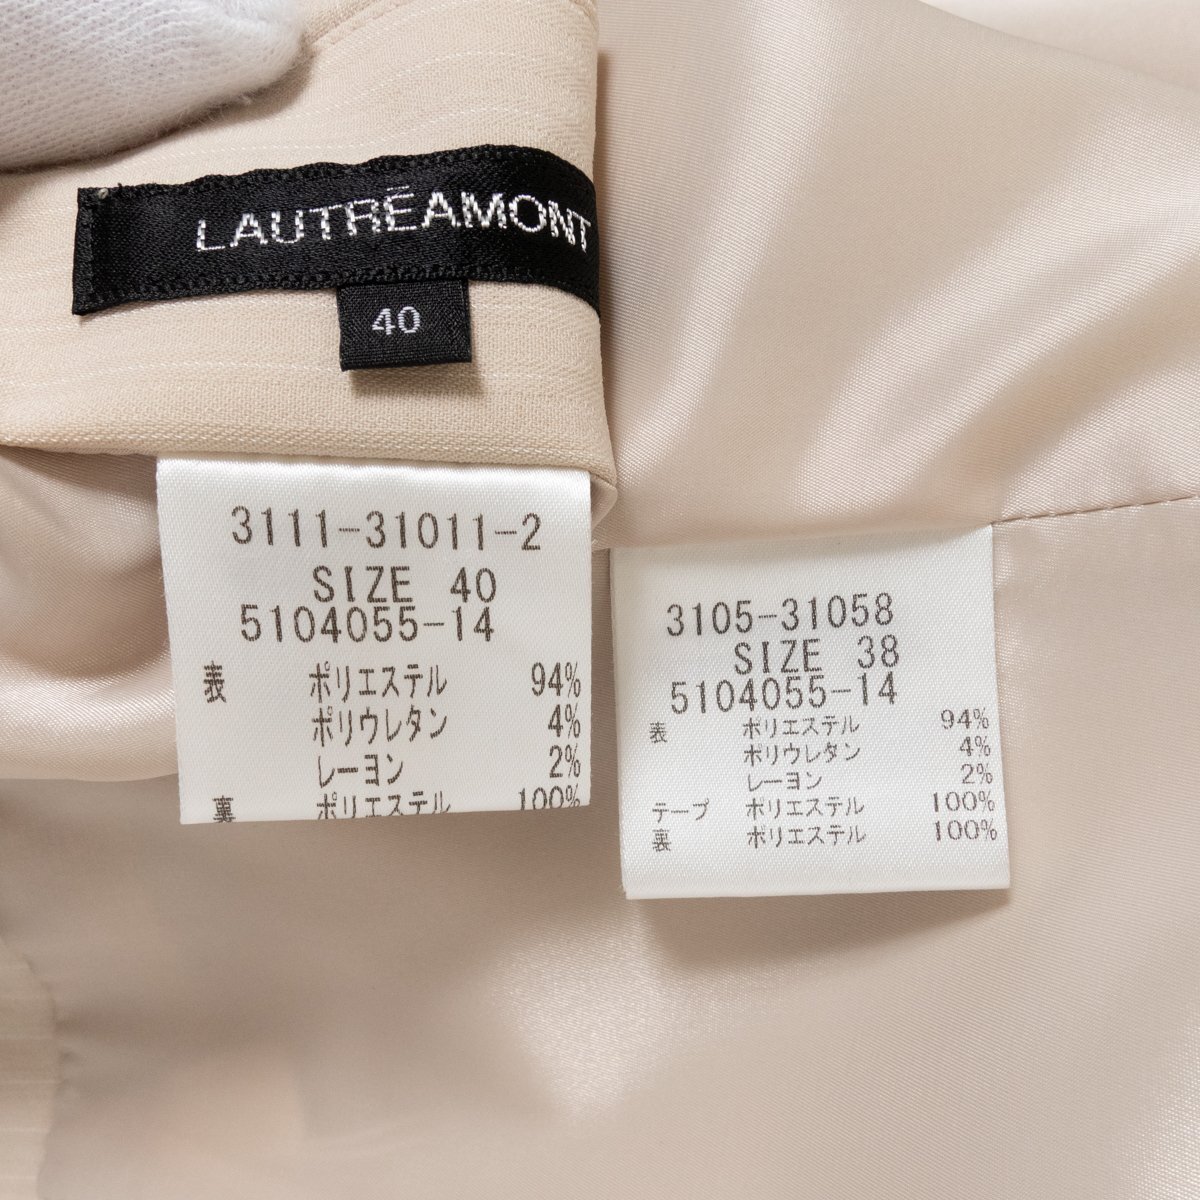 LAUTRÉAMONT
40
3111-31011-2
SIZE 40
5104055-14
表 ポリエステル 94%
ポリウレタン 4%
レーヨン 2%
裏 ポリエステル 100%
3105-31058
SIZE 38
5104055-14
表 ポリエステル 94%
ポリウレタン 4%
レーヨン 2%
テープ ポリエステル 100%
裏 ポリエステル 100%